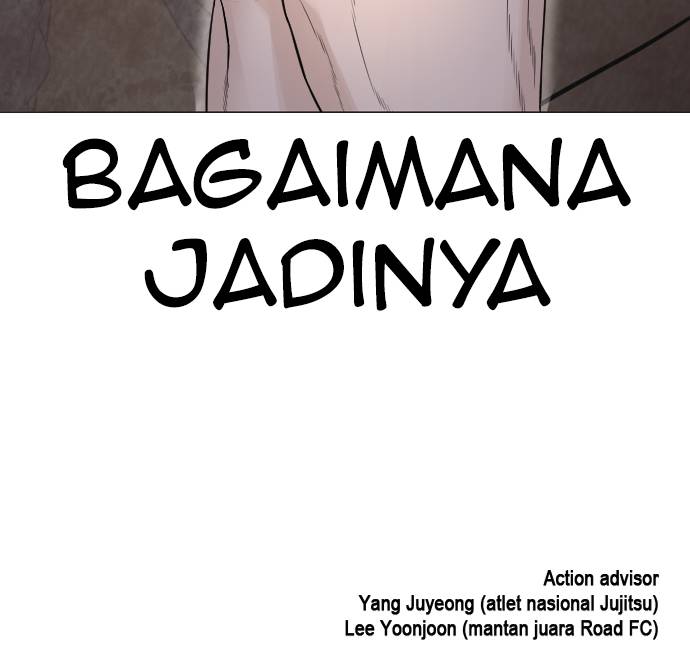 BAGAIMANA
JADINYA
Action advisor
Yang Juyeong (atlet nasional Jujitsu)
Lee Yoonjoon (mantan juara Road FC)